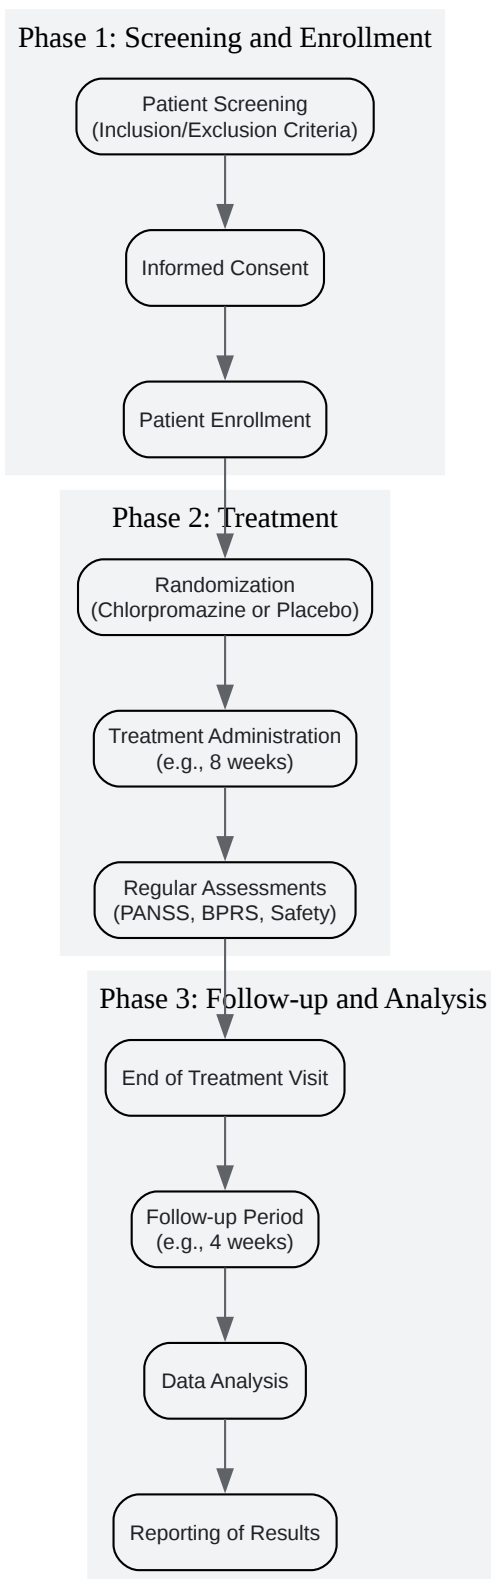 Phase 1: Screening and Enrollment
Patient Screening
(Inclusion/Exclusion Criteria)
Informed Consent
Patient Enrollment
Phase 2: Treatment
Randomization
(Chlorpromazine or Placebo)
Treatment Administration
(e.g., 8 weeks)
Regular Assessments
(PANSS, BPRS, Safety)
Phase 3: Follow-up and Analysis
End of Treatment Visit
Follow-up Period
(e.g., 4 weeks)
Data Analysis
Reporting of Results